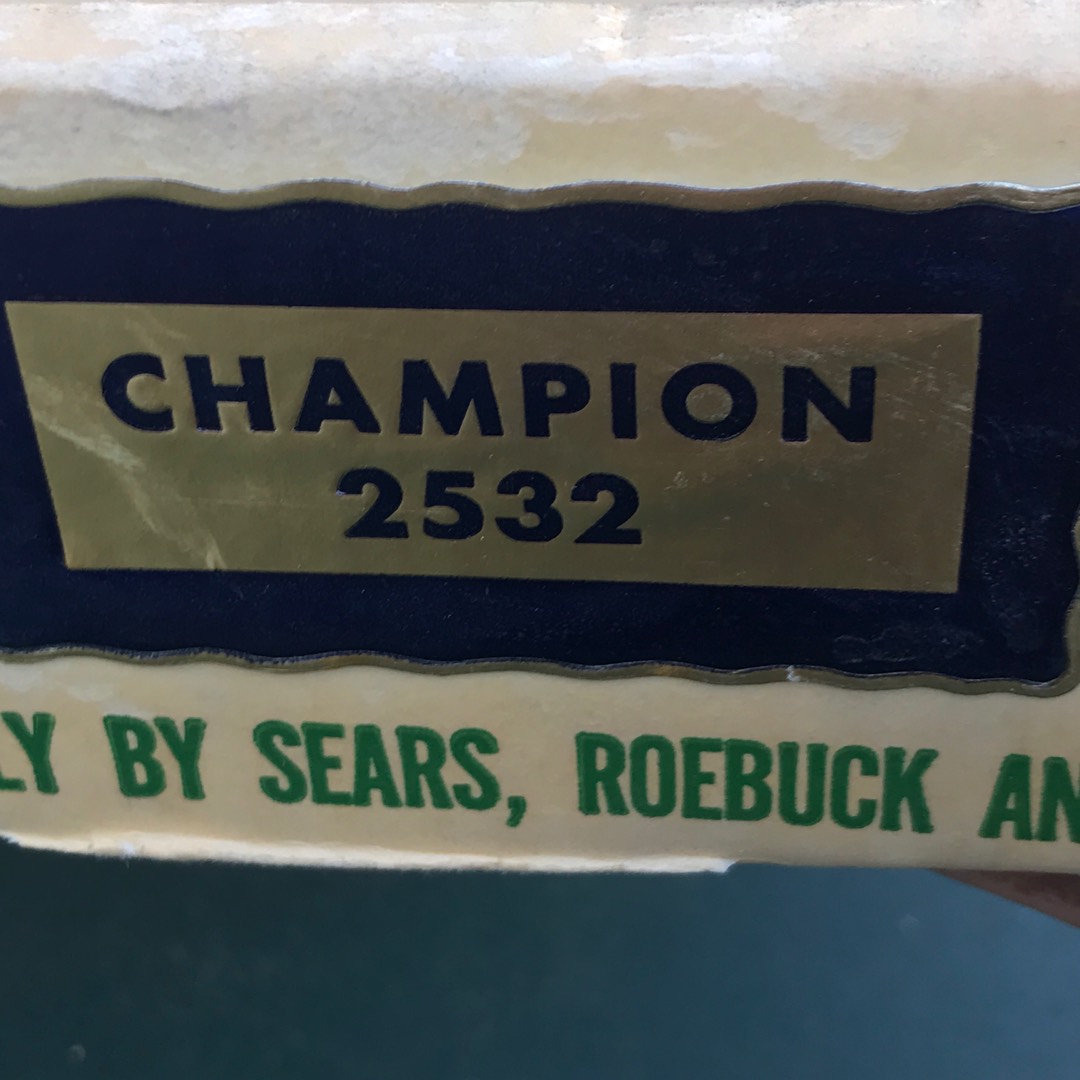 CHAMPION
2532
LY BY SEARS, ROEBUCK AN